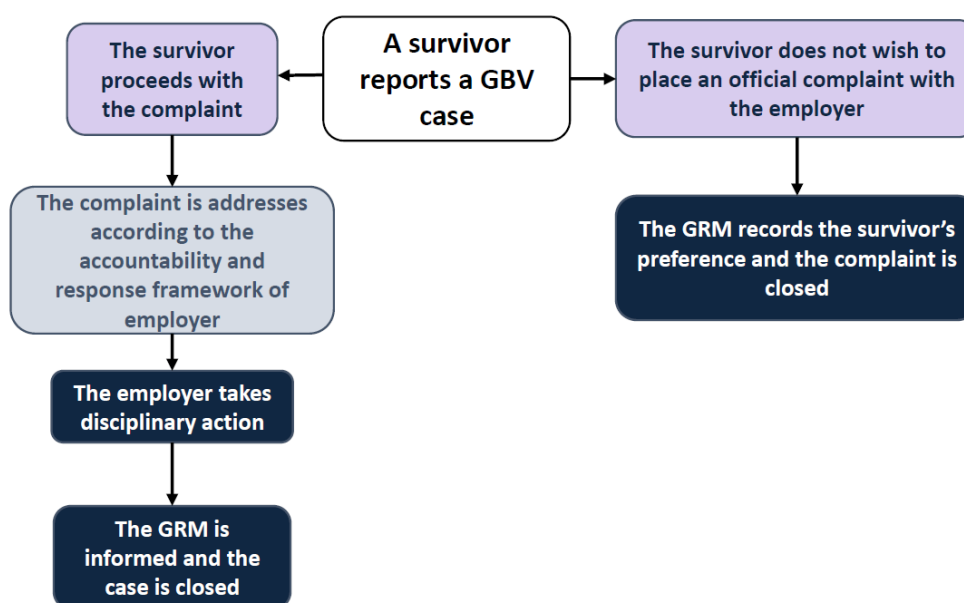 A survivor
reports a GBV
case
The survivor
proceeds with
the complaint
The survivor does not wish to
place an official complaint with
the employer
The complaint is addresses
according to the
accountability and
response framework of
employer
The GRM records the survivor’s
preference and the complaint is
closed
The employer takes
disciplinary action
The GRM is
informed and the
case is closed